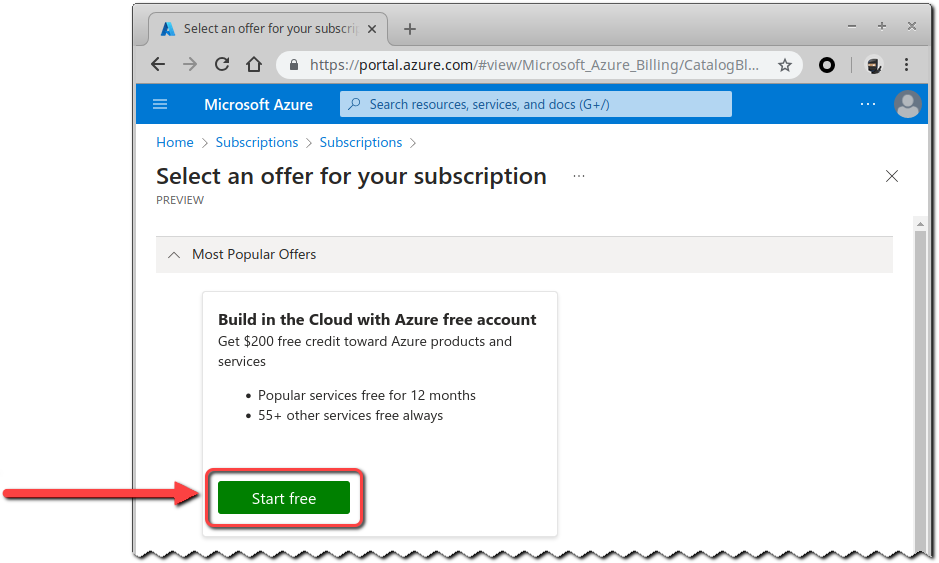 Select an offer for your subscrip
https://portal.azure.com/#view/Microsoft_Azure_Billing/CatalogBl...
Microsoft Azure
Search resources, services, and docs (G+/)
Home > Subscriptions > Subscriptions >
Select an offer for your subscription
PREVIEW
Most Popular Offers
Build in the Cloud with Azure free account
Get $200 free credit toward Azure products and
services
• Popular services free for 12 months
• 55+ other services free always
Start free